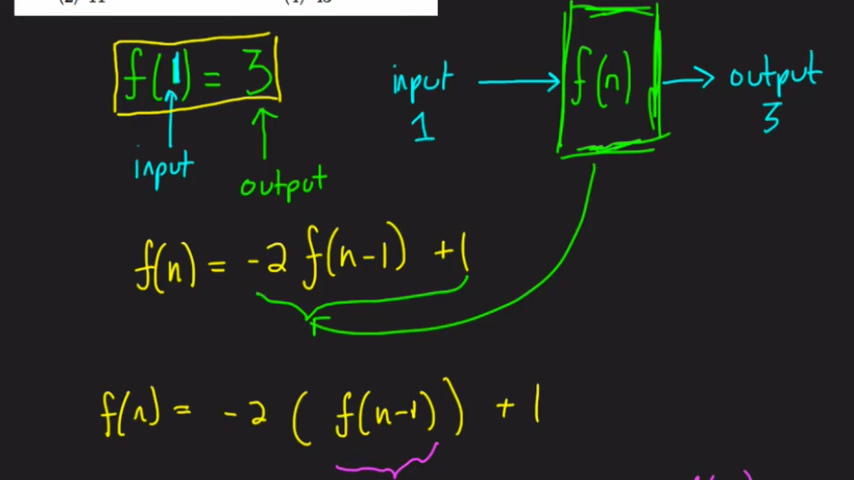 f(1) = 3
input
output
input
1
f(n)
output
3
f(n) = -2 f(n-1) +1
f(n) = -2 ( f(n-1) ) + 1